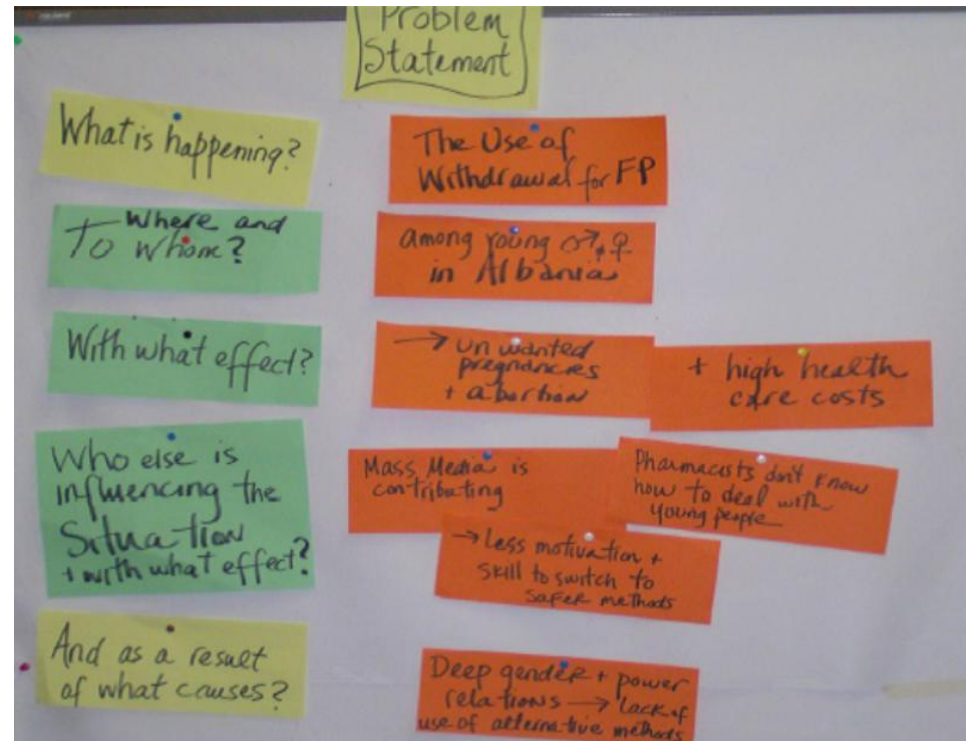 Problem
Statement
What is happening?
The Use of
Withdrawal for FP
Where and
To Whom?
among young ♂+♀
in Albania
With what effect?
→ unwanted
pregnancies
+ abortion
+ high health
care costs
Who else is
influencing the
Situation
+ with what effect?
Mass Media is
contributing
Pharmacists don't know
how to deal with
young people
→ Less motivation +
skill to switch to
safer methods
And as a result
of what causes?
Deep gender + power
relations → lack of
use of alternative methods